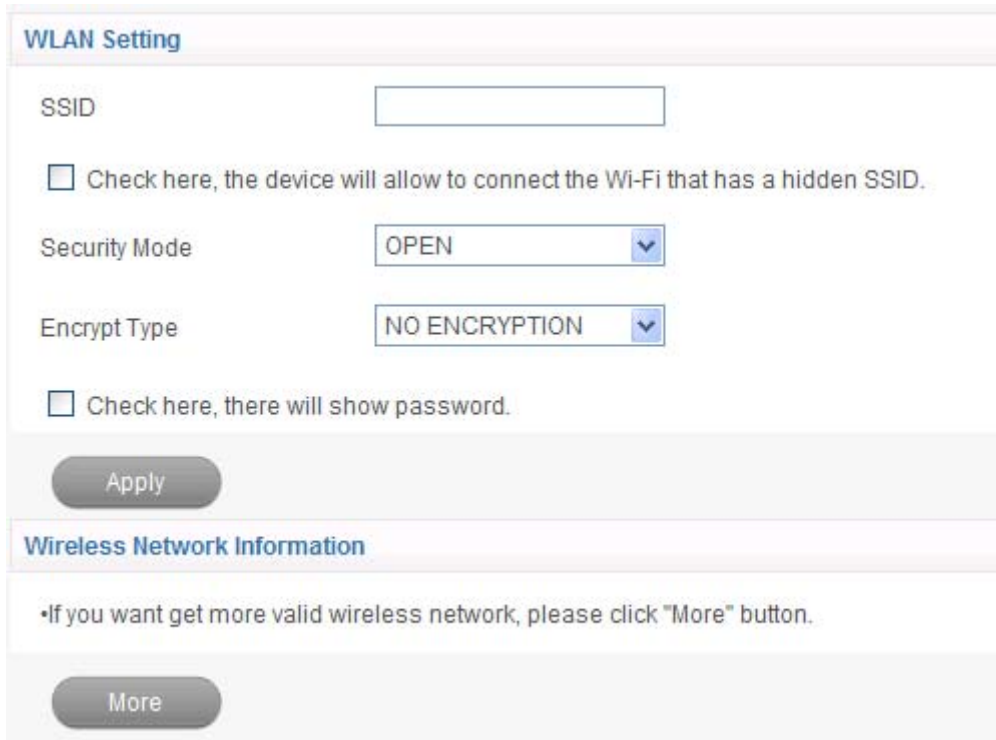 WLAN Setting
SSID
Check here, the device will allow to connect the Wi-Fi that has a hidden SSID.
Security Mode OPEN
Encrypt Type NO ENCRYPTION
Check here, there will show password.
Apply
Wireless Network Information
•If you want get more valid wireless network, please click "More" button.
More